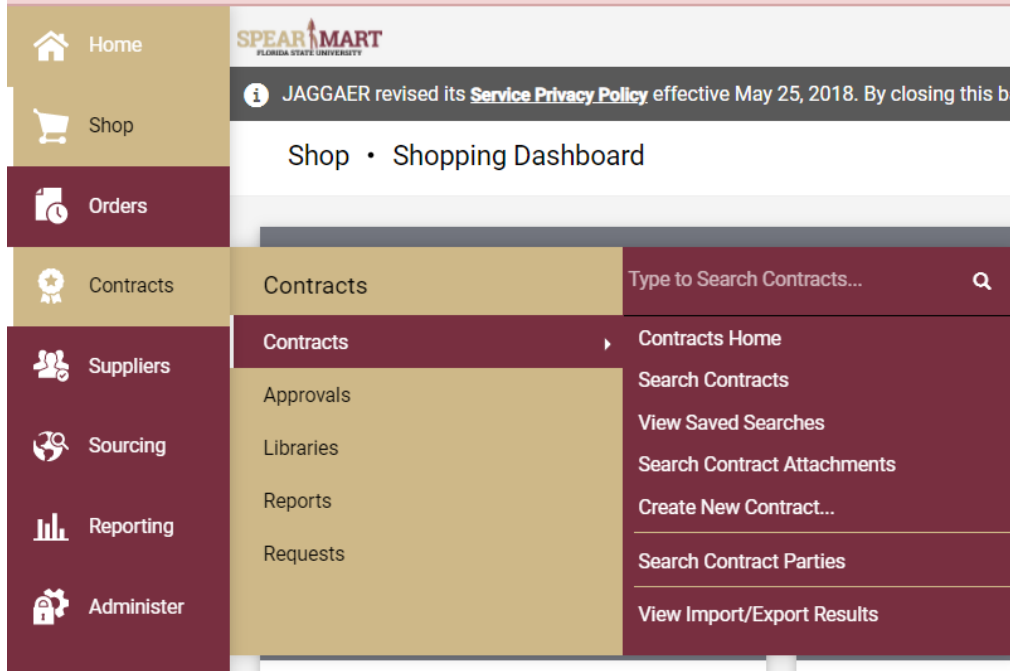 Home
SPEAR MART
FLORIDA STATE UNIVERSITY
JAGGAER revised its Service Privacy Policy effective May 25, 2018. By closing this b
Shop
Shop • Shopping Dashboard
Orders
Contracts
Contracts
Type to Search Contracts...
Contracts
Contracts Home
Suppliers
Search Contracts
Approvals
View Saved Searches
Sourcing
Libraries
Search Contract Attachments
Reports
Create New Contract...
Reporting
Requests
Search Contract Parties
Administer
View Import/Export Results